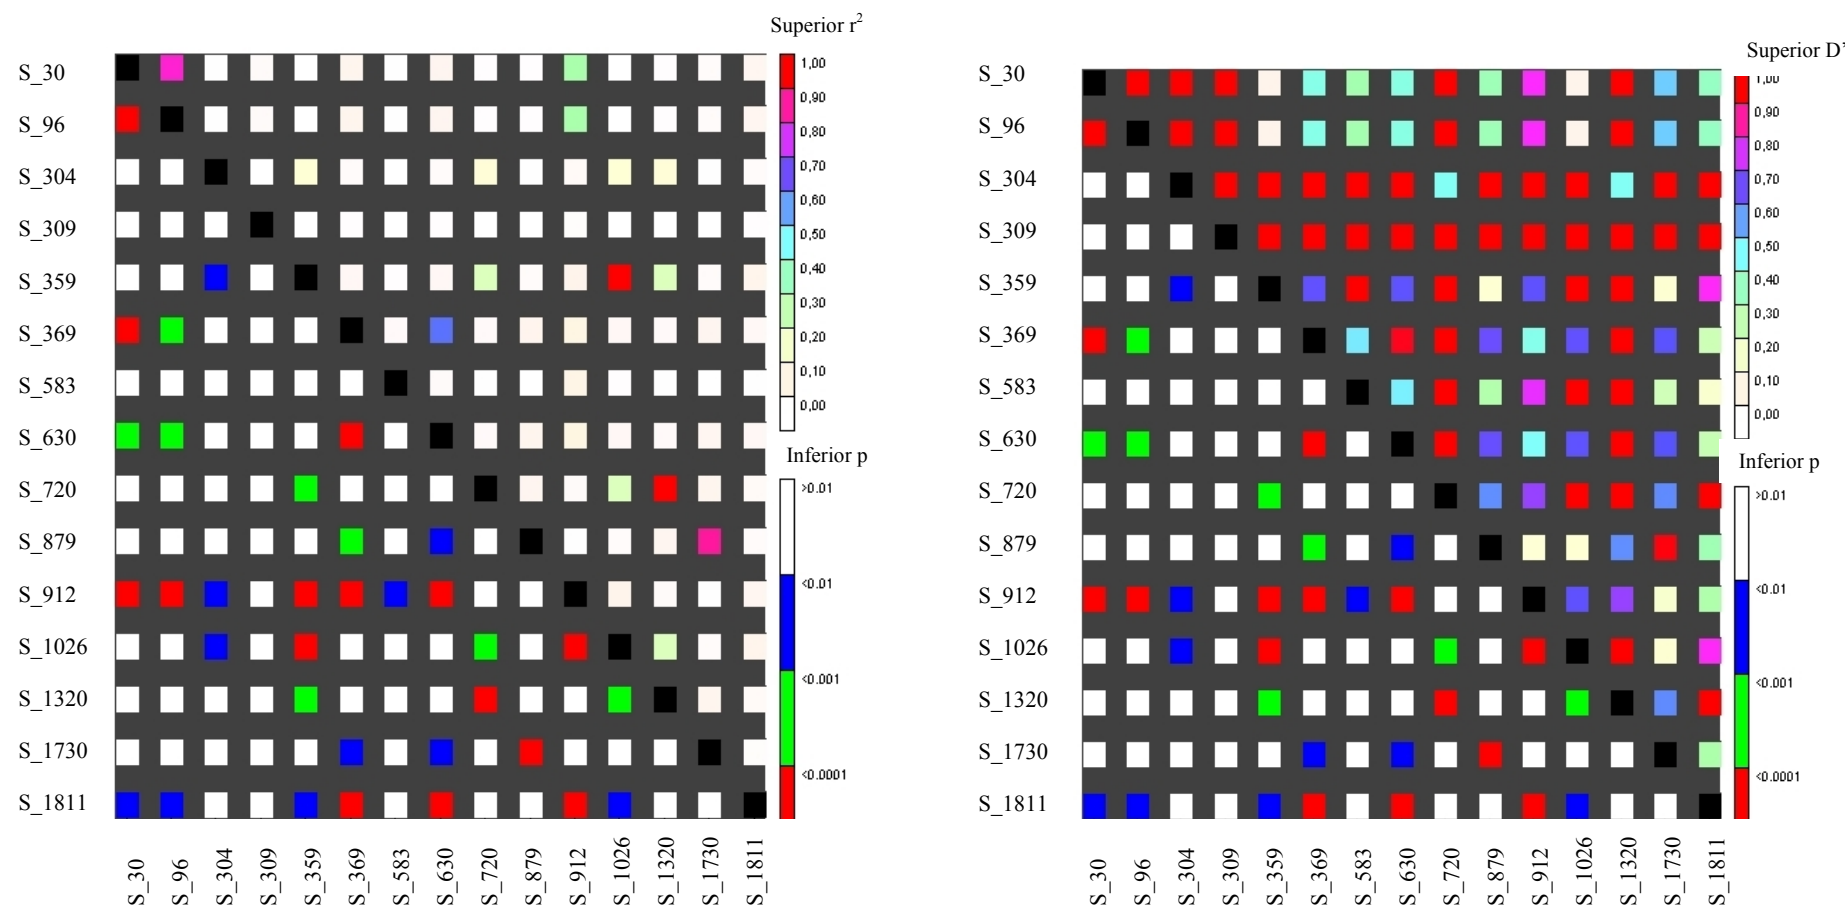 Superior r²
S_30
S_96
S_304
S_309
S_359
S_369
S_583
S_630
S_720
S_879
S_912
S_1026
S_1320
S_1730
S_1811
1,00
0,90
0,80
0,70
0,60
0,50
0,40
0,30
0,20
0,10
0,00
Inferior p
>0.01
<0.01
<0.001
<0.0001
S_30
S_96
S_304
S_309
S_359
S_369
S_583
S_630
S_720
S_879
S_912
S_1026
S_1320
S_1730
S_1811
Superior D’
S_30
S_96
S_304
S_309
S_359
S_369
S_583
S_630
S_720
S_879
S_912
S_1026
S_1320
S_1730
S_1811
1,00
0,90
0,80
0,70
0,60
0,50
0,40
0,30
0,20
0,10
0,00
Inferior p
>0.01
<0.01
<0.001
<0.0001
S_30
S_96
S_304
S_309
S_359
S_369
S_583
S_630
S_720
S_879
S_912
S_1026
S_1320
S_1730
S_1811